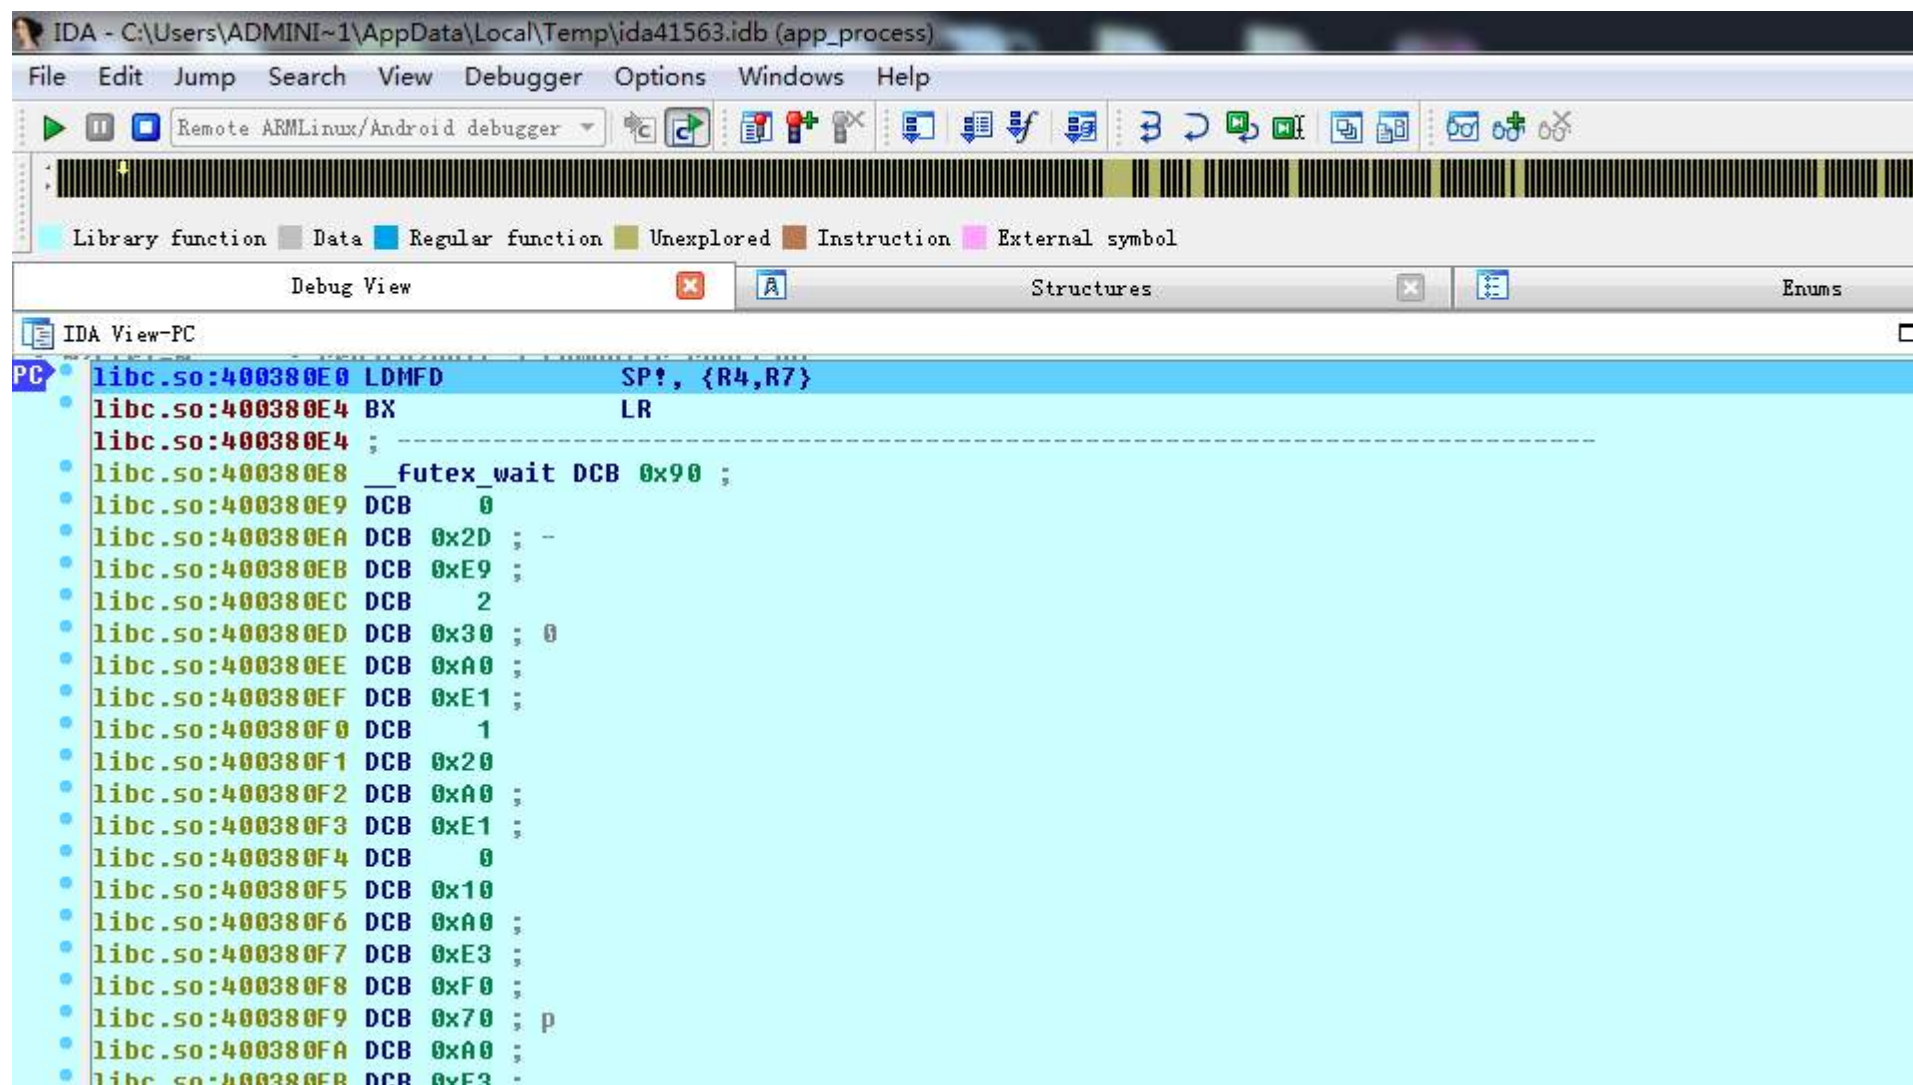 IDA - C:\Users\ADMINI~1\AppData\Local\Temp\ida41563.idb (app_process)
File Edit Jump Search View Debugger Options Windows Help
Remote ARMLinux/Android debugger
Library function Data Regular function Unexplored Instruction External symbol
Debug View Structures Enums
IDA View-PC
PC libc.so:400380E0 LDMFD SP!, {R4,R7}
libc.so:400380E4 BX LR
libc.so:400380E4 ; ---------------------------------------------------------------------------
libc.so:400380E8 __futex_wait DCB 0x90 ;
libc.so:400380E9 DCB 0
libc.so:400380EA DCB 0x2D ; -
libc.so:400380EB DCB 0xE9 ;
libc.so:400380EC DCB 2
libc.so:400380ED DCB 0x30 ; 0
libc.so:400380EE DCB 0xA0 ;
libc.so:400380EF DCB 0xE1 ;
libc.so:400380F0 DCB 1
libc.so:400380F1 DCB 0x20
libc.so:400380F2 DCB 0xA0 ;
libc.so:400380F3 DCB 0xE1 ;
libc.so:400380F4 DCB 0
libc.so:400380F5 DCB 0x10
libc.so:400380F6 DCB 0xA0 ;
libc.so:400380F7 DCB 0xE3 ;
libc.so:400380F8 DCB 0xF0 ;
libc.so:400380F9 DCB 0x70 ; p
libc.so:400380FA DCB 0xA0 ;
libc.so:400380FB DCB 0xE3 ;